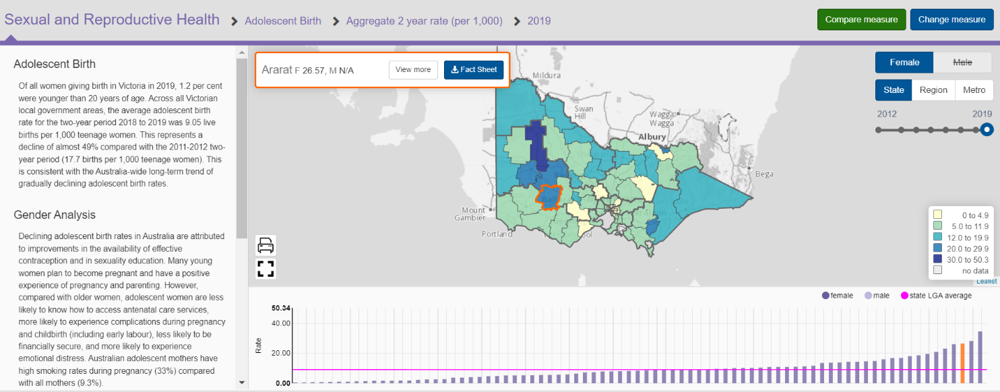 Sexual and Reproductive Health
Adolescent Birth
Aggregate 2 year rate (per 1,000)
2019
Compare measure
Change measure
Adolescent Birth
Of all women giving birth in Victoria in 2019, 1.2 per cent
were younger than 20 years of age. Across all Victorian
local government areas, the average adolescent birth
rate for the two-year period 2018 to 2019 was 9.05 live
births per 1,000 teenage women. This represents a
decline of almost 49% compared with the 2011-2012 two-
year period (17.7 births per 1,000 teenage women). This
is consistent with the Australia-wide long-term trend of
gradually declining adolescent birth rates.
Gender Analysis
Declining adolescent birth rates in Australia are attributed
to improvements in the availability of effective
contraception and in sexuality education. Many young
women plan to become pregnant and have a positive
experience of pregnancy and parenting. However,
compared with older women, adolescent women are less
likely to know how to access antenatal care services,
more likely to experience complications during pregnancy
and childbirth (including early labour), less likely to be
financially secure, and more likely to experience
emotional distress. Australian adolescent mothers have
high smoking rates during pregnancy (33%) compared
with all mothers (9.3%).
Ararat F 26.57, M N/A
View more
Fact Sheet
Female
Male
State
Region
Metro
2012
2019
Mildura
Swan
Hill
Wagga
Wagga
Albury
Bega
Mount
Gambier
Portland
0 to 4.9
5.0 to 11.9
12.0 to 19.9
20.0 to 29.9
30.0 to 50.3
no data
Leaflet
female
male
state LGA average
50.34
40.00
20.00
0.00
Rate